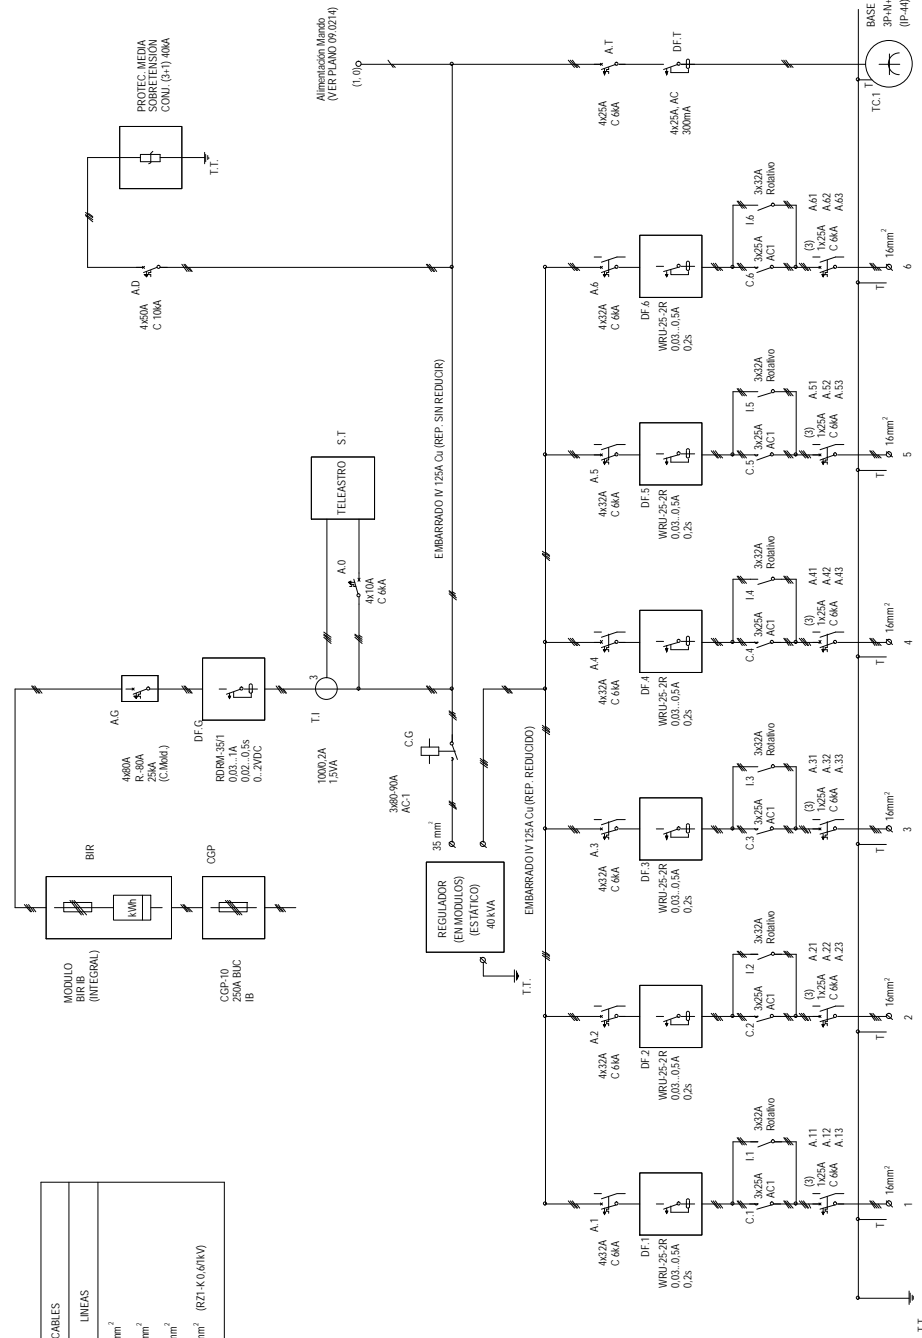 CABLES
LINEAS
mm²
mm²
mm²
mm² (RZ1-K 0,6/1kV)
MODULO
BIR IB
(INTEGRAL)
BIR
kWh
CGP-10
250A BUC
IB
CGP
A.G
4x80A
R.-80A
25kA
(C.Mold.)
DF.G
RDRM-35/1
0,03...1A
0,02...0,5s
0...2VDC
T.I
3
100/0,2A
1,5VA
TELEASTRO
S.T
A.0
4x10A
C 6kA
PROTEC. MEDIA
SOBRETENSION
CONJ. (3+1) 40kA
T.T.
A.D
4x50A
C 10kA
Alimentación Mando
(VER PLANO 09.0214)
(1, 0)
EMBARRADO IV 125A Cu (REP. SIN REDUCIR)
C.G
3x80-90A
AC-1
35 mm²
REGULADOR
(EN MODULOS)
(ESTÁTICO)
40 kVA
T.T.
EMBARRADO IV 125A Cu (REP. REDUCIDO)
A.1
4x32A
C 6kA
DF.1
WRU-25-2R
0,03...0,5A
0,2s
C.1
3x25A
AC1
I.1
3x32A
Rotativo
(3)
1x25A
C 6kA
A.11
A.12
A.13
T
16mm²
1
A.2
4x32A
C 6kA
DF.2
WRU-25-2R
0,03...0,5A
0,2s
C.2
3x25A
AC1
I.2
3x32A
Rotativo
(3)
1x25A
C 6kA
A.21
A.22
A.23
T
16mm²
2
A.3
4x32A
C 6kA
DF.3
WRU-25-2R
0,03...0,5A
0,2s
C.3
3x25A
AC1
I.3
3x32A
Rotativo
(3)
1x25A
C 6kA
A.31
A.32
A.33
T
16mm²
3
A.4
4x32A
C 6kA
DF.4
WRU-25-2R
0,03...0,5A
0,2s
C.4
3x25A
AC1
I.4
3x32A
Rotativo
(3)
1x25A
C 6kA
A.41
A.42
A.43
T
16mm²
4
A.5
4x32A
C 6kA
DF.5
WRU-25-2R
0,03...0,5A
0,2s
C.5
3x25A
AC1
I.5
3x32A
Rotativo
(3)
1x25A
C 6kA
A.51
A.52
A.53
T
16mm²
5
A.6
4x32A
C 6kA
DF.6
WRU-25-2R
0,03...0,5A
0,2s
C.6
3x25A
AC1
I.6
3x32A
Rotativo
(3)
1x25A
C 6kA
A.61
A.62
A.63
T
16mm²
6
A.T
4x25A
C 6kA
DF.T
4x25A, AC
300mA
T
TC.1
BASE
3P+N+
(IP-44)
T.T